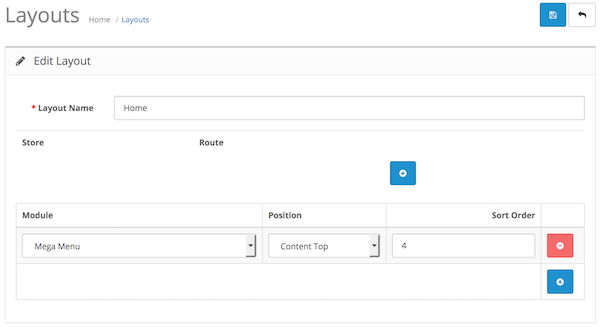 Layouts Home / Layouts
Edit Layout
* Layout Name Home
Store Route
Module Position Sort Order
Mega Menu Content Top 4